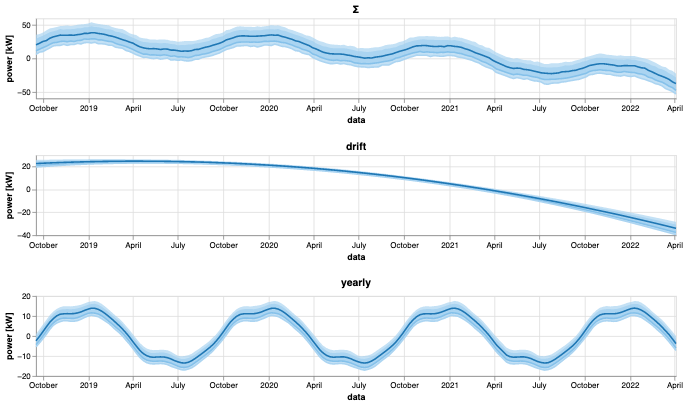 Σ
50
0
−50
power [kW]
October 2019 April July October 2020 April July October 2021 April July October 2022 April
data
drift
20
0
−20
−40
power [kW]
October 2019 April July October 2020 April July October 2021 April July October 2022 April
data
yearly
20
10
0
−10
−20
power [kW]
October 2019 April July October 2020 April July October 2021 April July October 2022 April
data